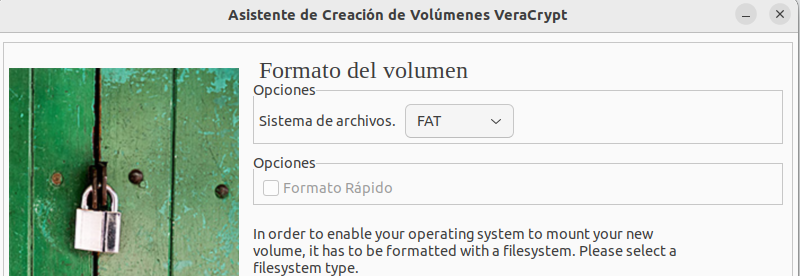 Asistente de Creación de Volúmenes VeraCrypt
Formato del volumen
Opciones
Sistema de archivos. FAT
Opciones
Formato Rápido
In order to enable your operating system to mount your new
volume, it has to be formatted with a filesystem. Please select a
filesystem type.